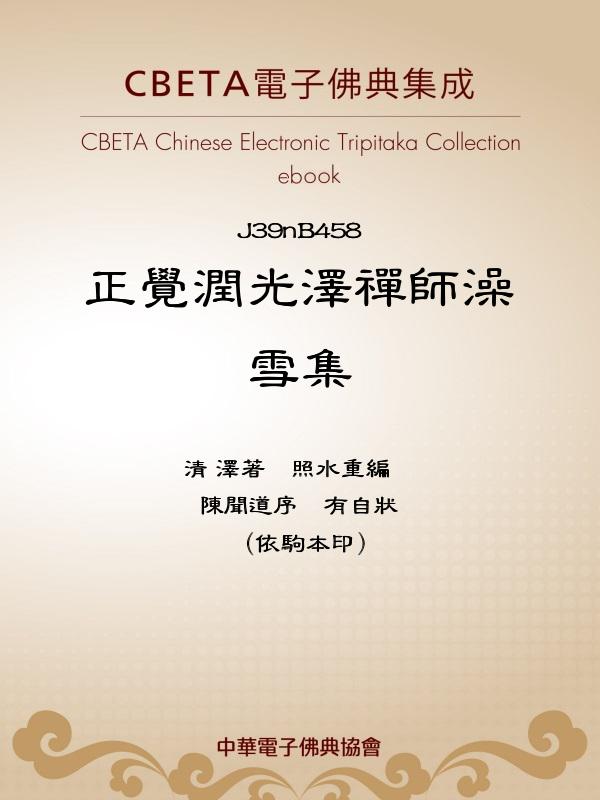 CBETA電子佛典集成
CBETA Chinese Electronic Tripitaka Collection
ebook
J39nB458
正覺潤光澤禪師澡
雪集
清 澤著　照水重編
陳聞道序　有自狀
(依駒本印)
中華電子佛典協會